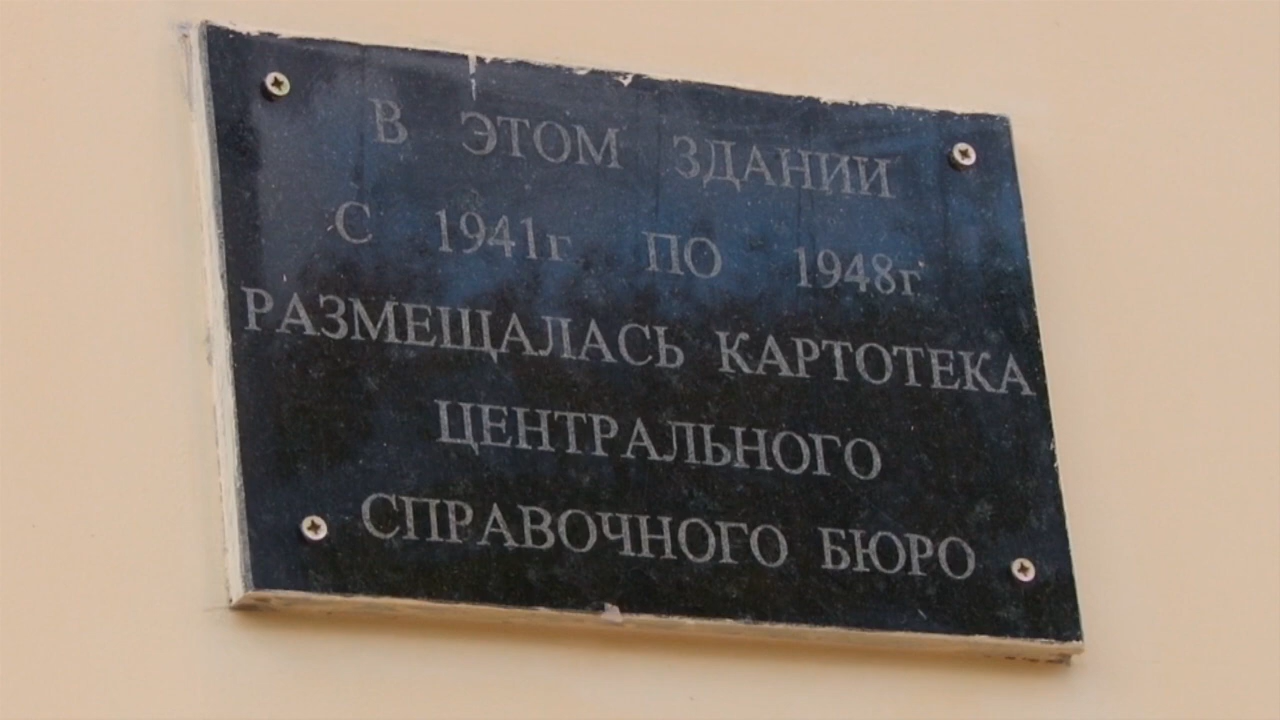 В ЭТОМ ЗДАНИИ
С 1941г ПО 1948г
РАЗМЕЩАЛАСЬ КАРТОТЕКА
ЦЕНТРАЛЬНОГО
СПРАВОЧНОГО БЮРО